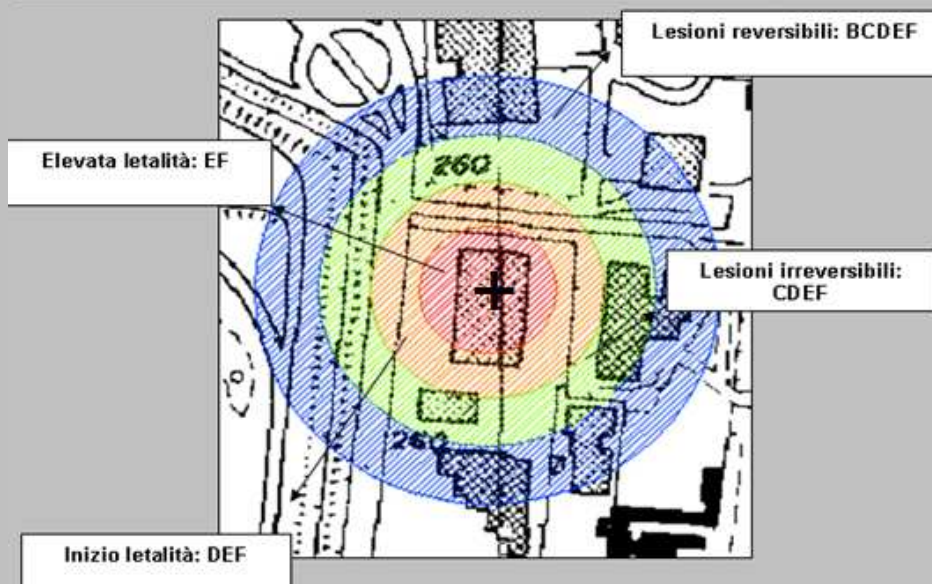 Lesioni reversibili: BCDEF
Elevata letalità: EF
260
Lesioni irreversibili:
CDEF
260
Inizio letalità: DEF